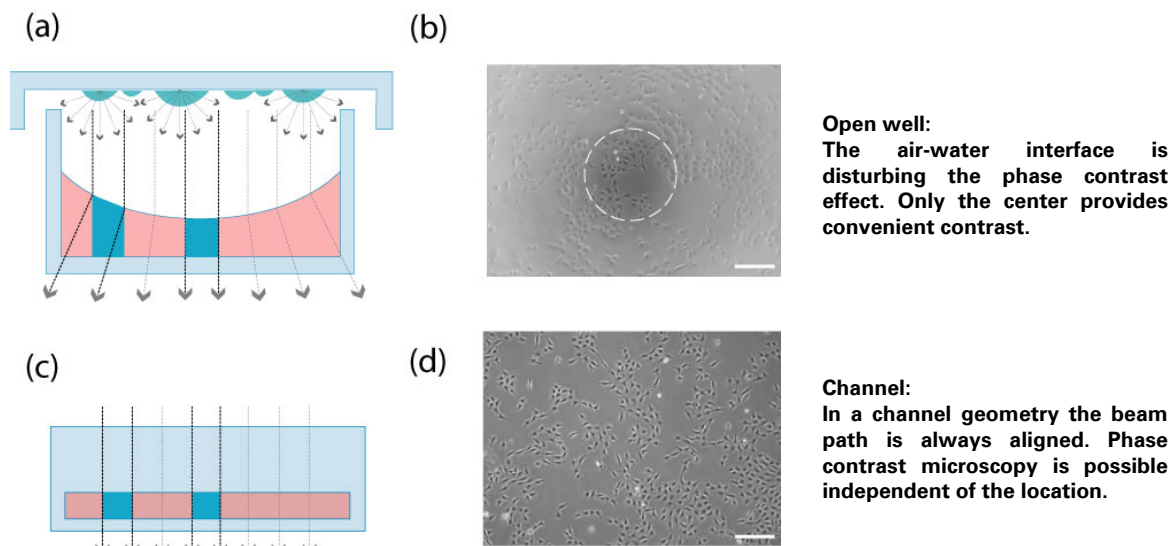 (a)
(b)
Open well:
The air-water interface is
disturbing the phase contrast
effect. Only the center provides
convenient contrast.
(c)
(d)
Channel:
In a channel geometry the beam
path is always aligned. Phase
contrast microscopy is possible
independent of the location.